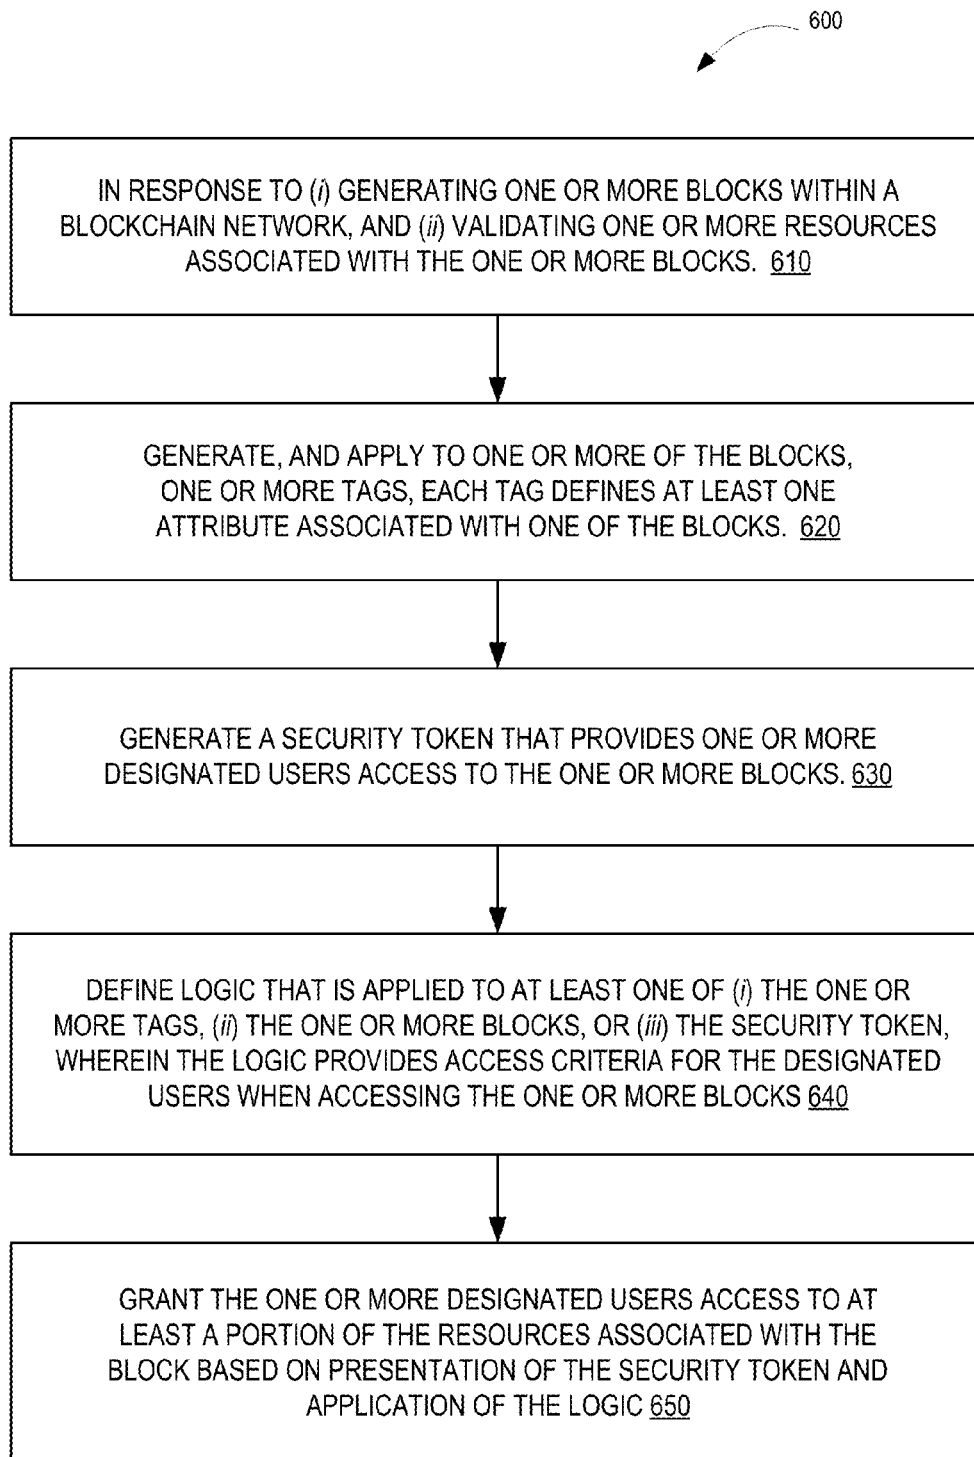 600
IN RESPONSE TO (i) GENERATING ONE OR MORE BLOCKS WITHIN A
BLOCKCHAIN NETWORK, AND (ii) VALIDATING ONE OR MORE RESOURCES
ASSOCIATED WITH THE ONE OR MORE BLOCKS. 610
GENERATE, AND APPLY TO ONE OR MORE OF THE BLOCKS,
ONE OR MORE TAGS, EACH TAG DEFINES AT LEAST ONE
ATTRIBUTE ASSOCIATED WITH ONE OF THE BLOCKS. 620
GENERATE A SECURITY TOKEN THAT PROVIDES ONE OR MORE
DESIGNATED USERS ACCESS TO THE ONE OR MORE BLOCKS. 630
DEFINE LOGIC THAT IS APPLIED TO AT LEAST ONE OF (i) THE ONE OR
MORE TAGS, (ii) THE ONE OR MORE BLOCKS, OR (iii) THE SECURITY TOKEN,
WHEREIN THE LOGIC PROVIDES ACCESS CRITERIA FOR THE DESIGNATED
USERS WHEN ACCESSING THE ONE OR MORE BLOCKS 640
GRANT THE ONE OR MORE DESIGNATED USERS ACCESS TO AT
LEAST A PORTION OF THE RESOURCES ASSOCIATED WITH THE
BLOCK BASED ON PRESENTATION OF THE SECURITY TOKEN AND
APPLICATION OF THE LOGIC 650